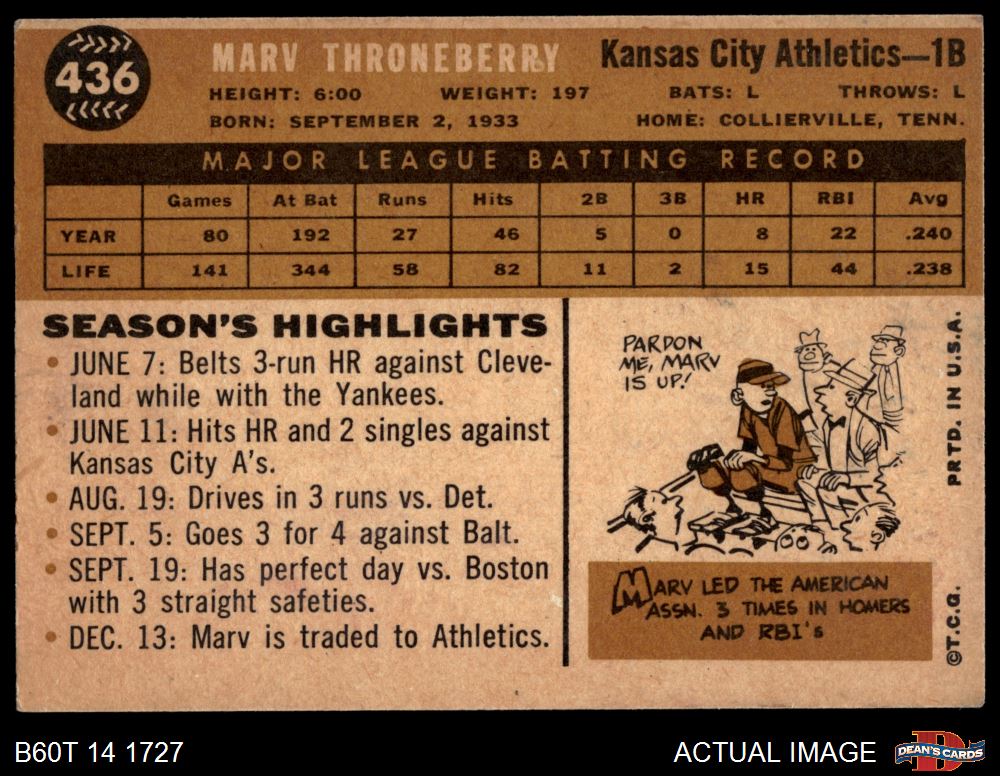 436
MARV THRONEBERRY
Kansas City Athletics—1B
HEIGHT: 6:00 WEIGHT: 197 BATS: L THROWS: L
BORN: SEPTEMBER 2, 1933 HOME: COLLIERVILLE, TENN.
MAJOR LEAGUE BATTING RECORD
Games At Bat Runs Hits 2B 3B HR RBI Avg
YEAR 80 192 27 46 5 0 8 22 .240
LIFE 141 344 58 82 11 2 15 44 .238
SEASON'S HIGHLIGHTS
• JUNE 7: Belts 3-run HR against Cleve-
land while with the Yankees.
• JUNE 11: Hits HR and 2 singles against
Kansas City A's.
• AUG. 19: Drives in 3 runs vs. Det.
• SEPT. 5: Goes 3 for 4 against Balt.
• SEPT. 19: Has perfect day vs. Boston
with 3 straight safeties.
• DEC. 13: Marv is traded to Athletics.
PARDON
ME, MARV
IS UP!
MARV LED THE AMERICAN
ASSN. 3 TIMES IN HOMERS
AND RBI's
©T.C.G. PRTD. IN U.S.A.
B60T 14 1727
ACTUAL IMAGE
DEAN'S CARDS